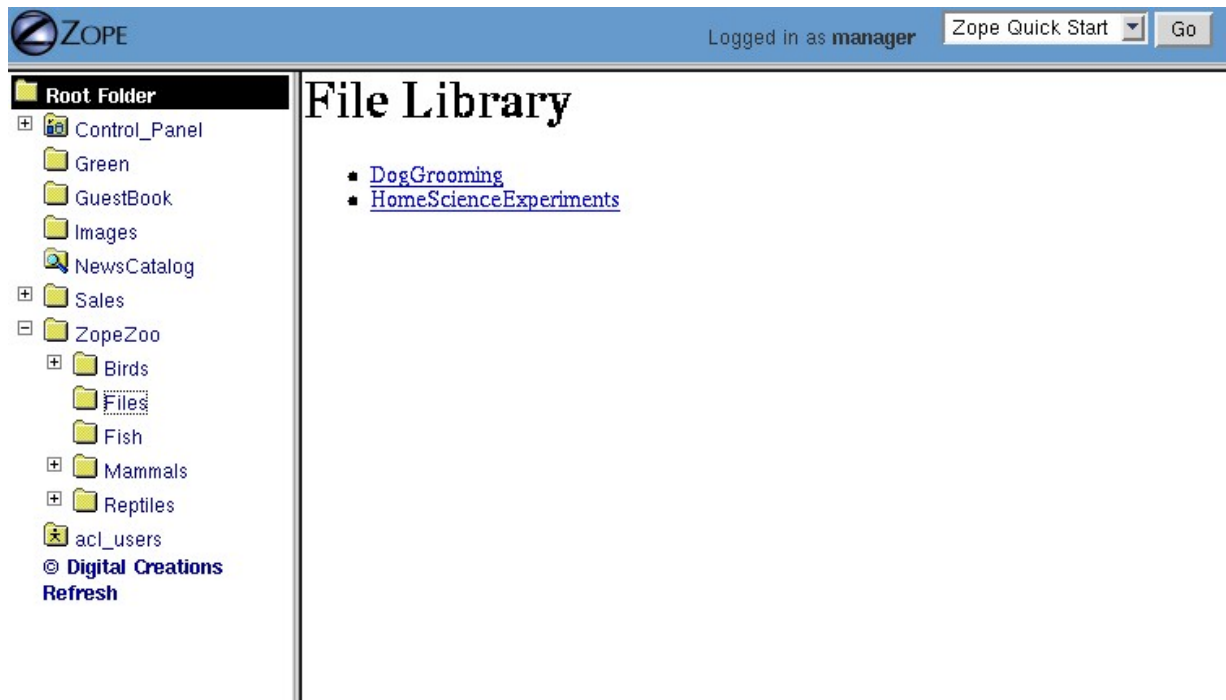 ZOPE
Logged in as manager
Zope Quick Start
Go
Root Folder
Control_Panel
Green
GuestBook
Images
NewsCatalog
Sales
ZopeZoo
Birds
Files
Fish
Mammals
Reptiles
acl_users
© Digital Creations
Refresh
File Library
DogGrooming
HomeScienceExperiments